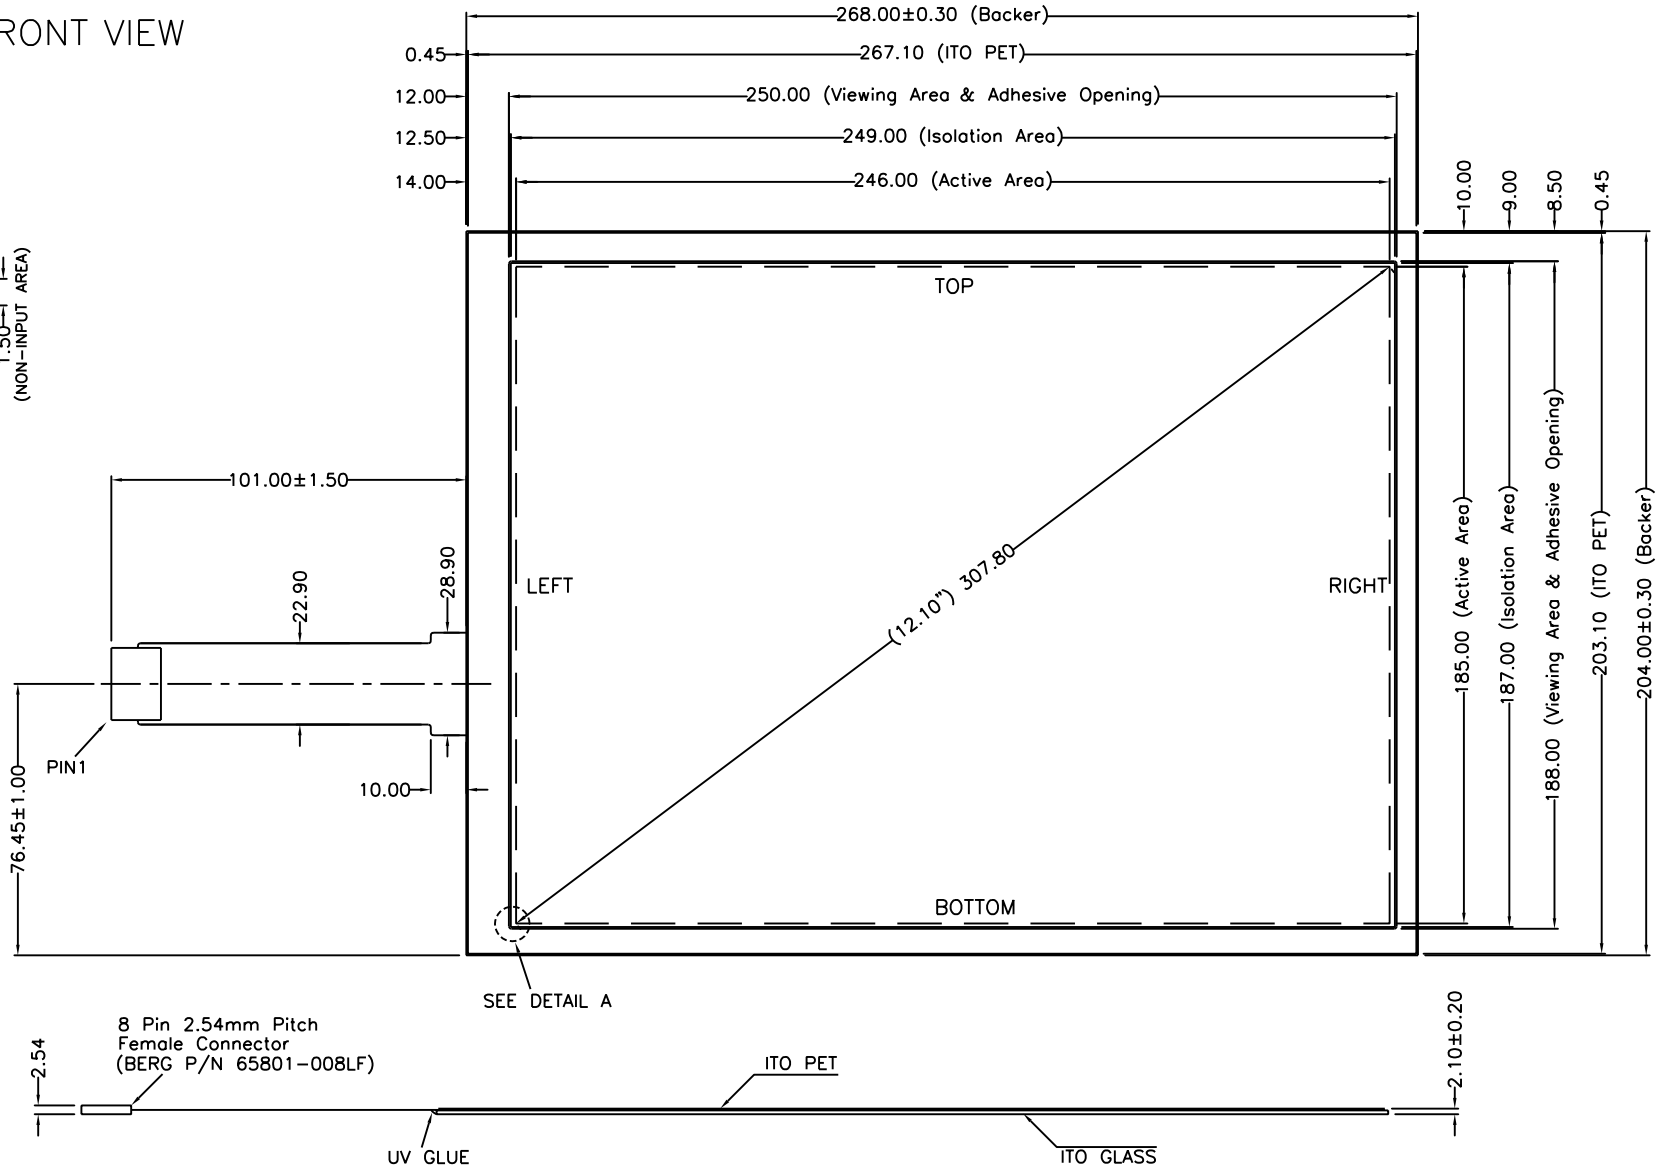 RONT VIEW
268.00±0.30 (Backer)
0.45
267.10 (ITO PET)
12.00
250.00 (Viewing Area & Adhesive Opening)
12.50
249.00 (Isolation Area)
14.00
246.00 (Active Area)
10.00
9.00
8.50
0.45
1.50
(NON-INPUT AREA)
TOP
101.00±1.50
22.90
28.90
LEFT
(12.10") 307.80
RIGHT
185.00 (Active Area)
187.00 (Isolation Area)
188.00 (Viewing Area & Adhesive Opening)
203.10 (ITO PET)
204.00±0.30 (Backer)
PIN1
10.00
76.45±1.00
BOTTOM
SEE DETAIL A
8 Pin 2.54mm Pitch
Female Connector
(BERG P/N 65801-008LF)
2.54
ITO PET
2.10±0.20
UV GLUE
ITO GLASS